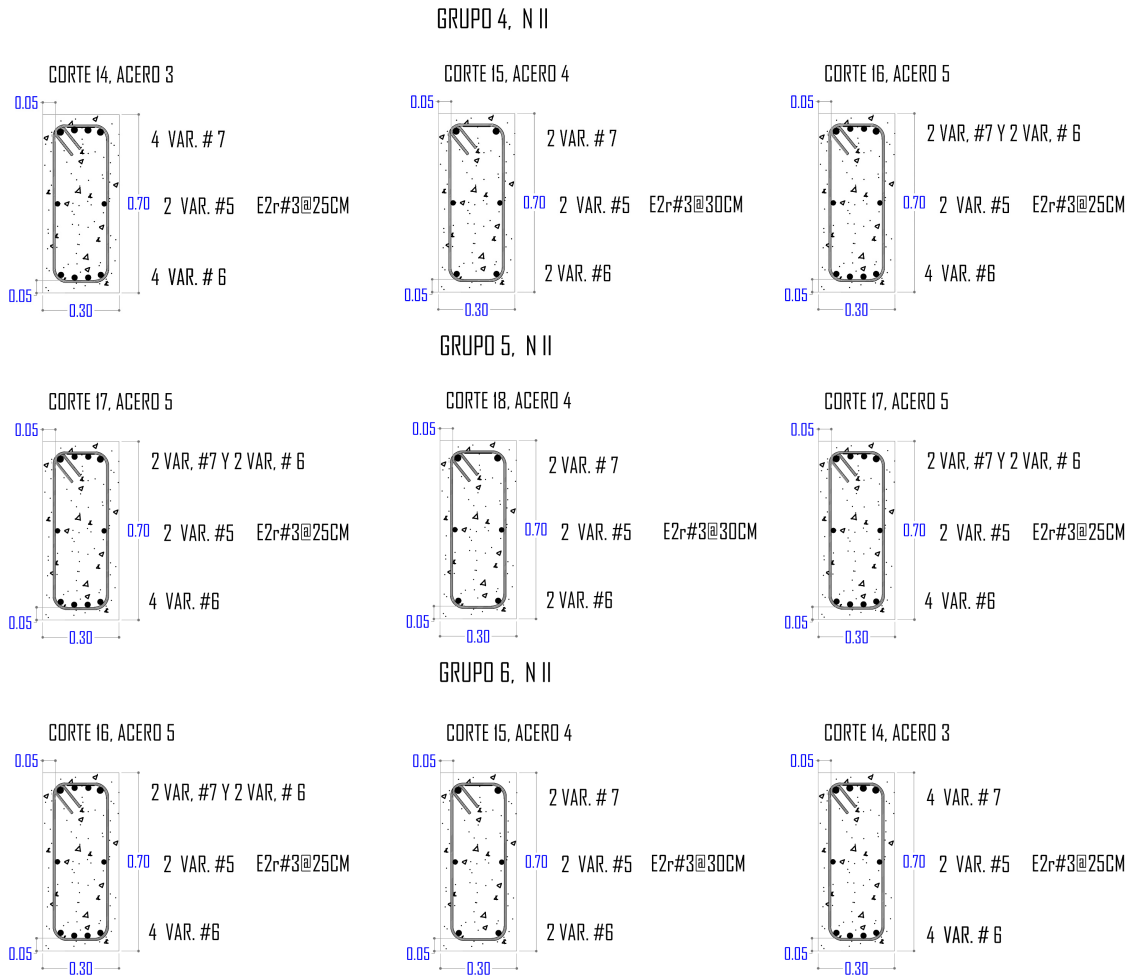 GRUPO 4, N II
CORTE 14, ACERO 3
0.05
4 VAR. # 7
0.70
2 VAR. #5 E2r#3@25CM
4 VAR. # 6
0.05
0.30
CORTE 15, ACERO 4
0.05
2 VAR. # 7
0.70
2 VAR. #5 E2r#3@30CM
2 VAR. #6
0.05
0.30
CORTE 16, ACERO 5
0.05
2 VAR, #7 Y 2 VAR, # 6
0.70
2 VAR. #5 E2r#3@25CM
4 VAR. #6
0.05
0.30
GRUPO 5, N II
CORTE 17, ACERO 5
0.05
2 VAR, #7 Y 2 VAR, # 6
0.70
2 VAR. #5 E2r#3@25CM
4 VAR. #6
0.05
0.30
CORTE 18, ACERO 4
0.05
2 VAR. # 7
0.70
2 VAR. #5 E2r#3@30CM
2 VAR. #6
0.05
0.30
CORTE 17, ACERO 5
0.05
2 VAR, #7 Y 2 VAR, # 6
0.70
2 VAR. #5 E2r#3@25CM
4 VAR. #6
0.05
0.30
GRUPO 6, N II
CORTE 16, ACERO 5
0.05
2 VAR, #7 Y 2 VAR, # 6
0.70
2 VAR. #5 E2r#3@25CM
4 VAR. #6
0.05
0.30
CORTE 15, ACERO 4
0.05
2 VAR. # 7
0.70
2 VAR. #5 E2r#3@30CM
2 VAR. #6
0.05
0.30
CORTE 14, ACERO 3
0.05
4 VAR. # 7
0.70
2 VAR. #5 E2r#3@25CM
4 VAR. # 6
0.05
0.30